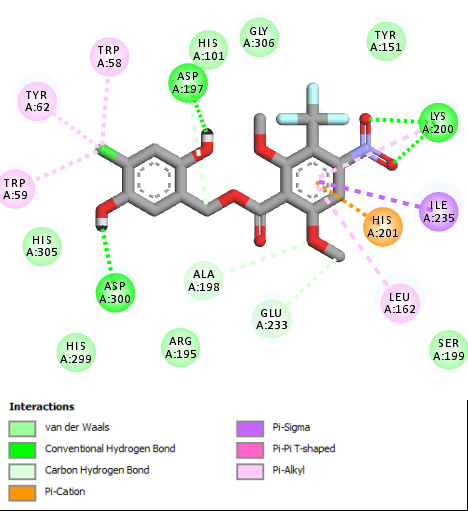 GLY
A:306
HIS
A:101
TYR
A:151
TRP
A:58
ASP
A:197
TYR
A:62
LYS
A:200
TRP
A:59
ILE
A:235
HIS
A:201
HIS
A:305
ALA
A:198
ASP
A:300
LEU
A:162
GLU
A:233
HIS
A:299
ARG
A:195
SER
A:199
Interactions
van der Waals
Conventional Hydrogen Bond
Carbon Hydrogen Bond
Pi-Cation
Pi-Sigma
Pi-Pi T-shaped
Pi-Alkyl